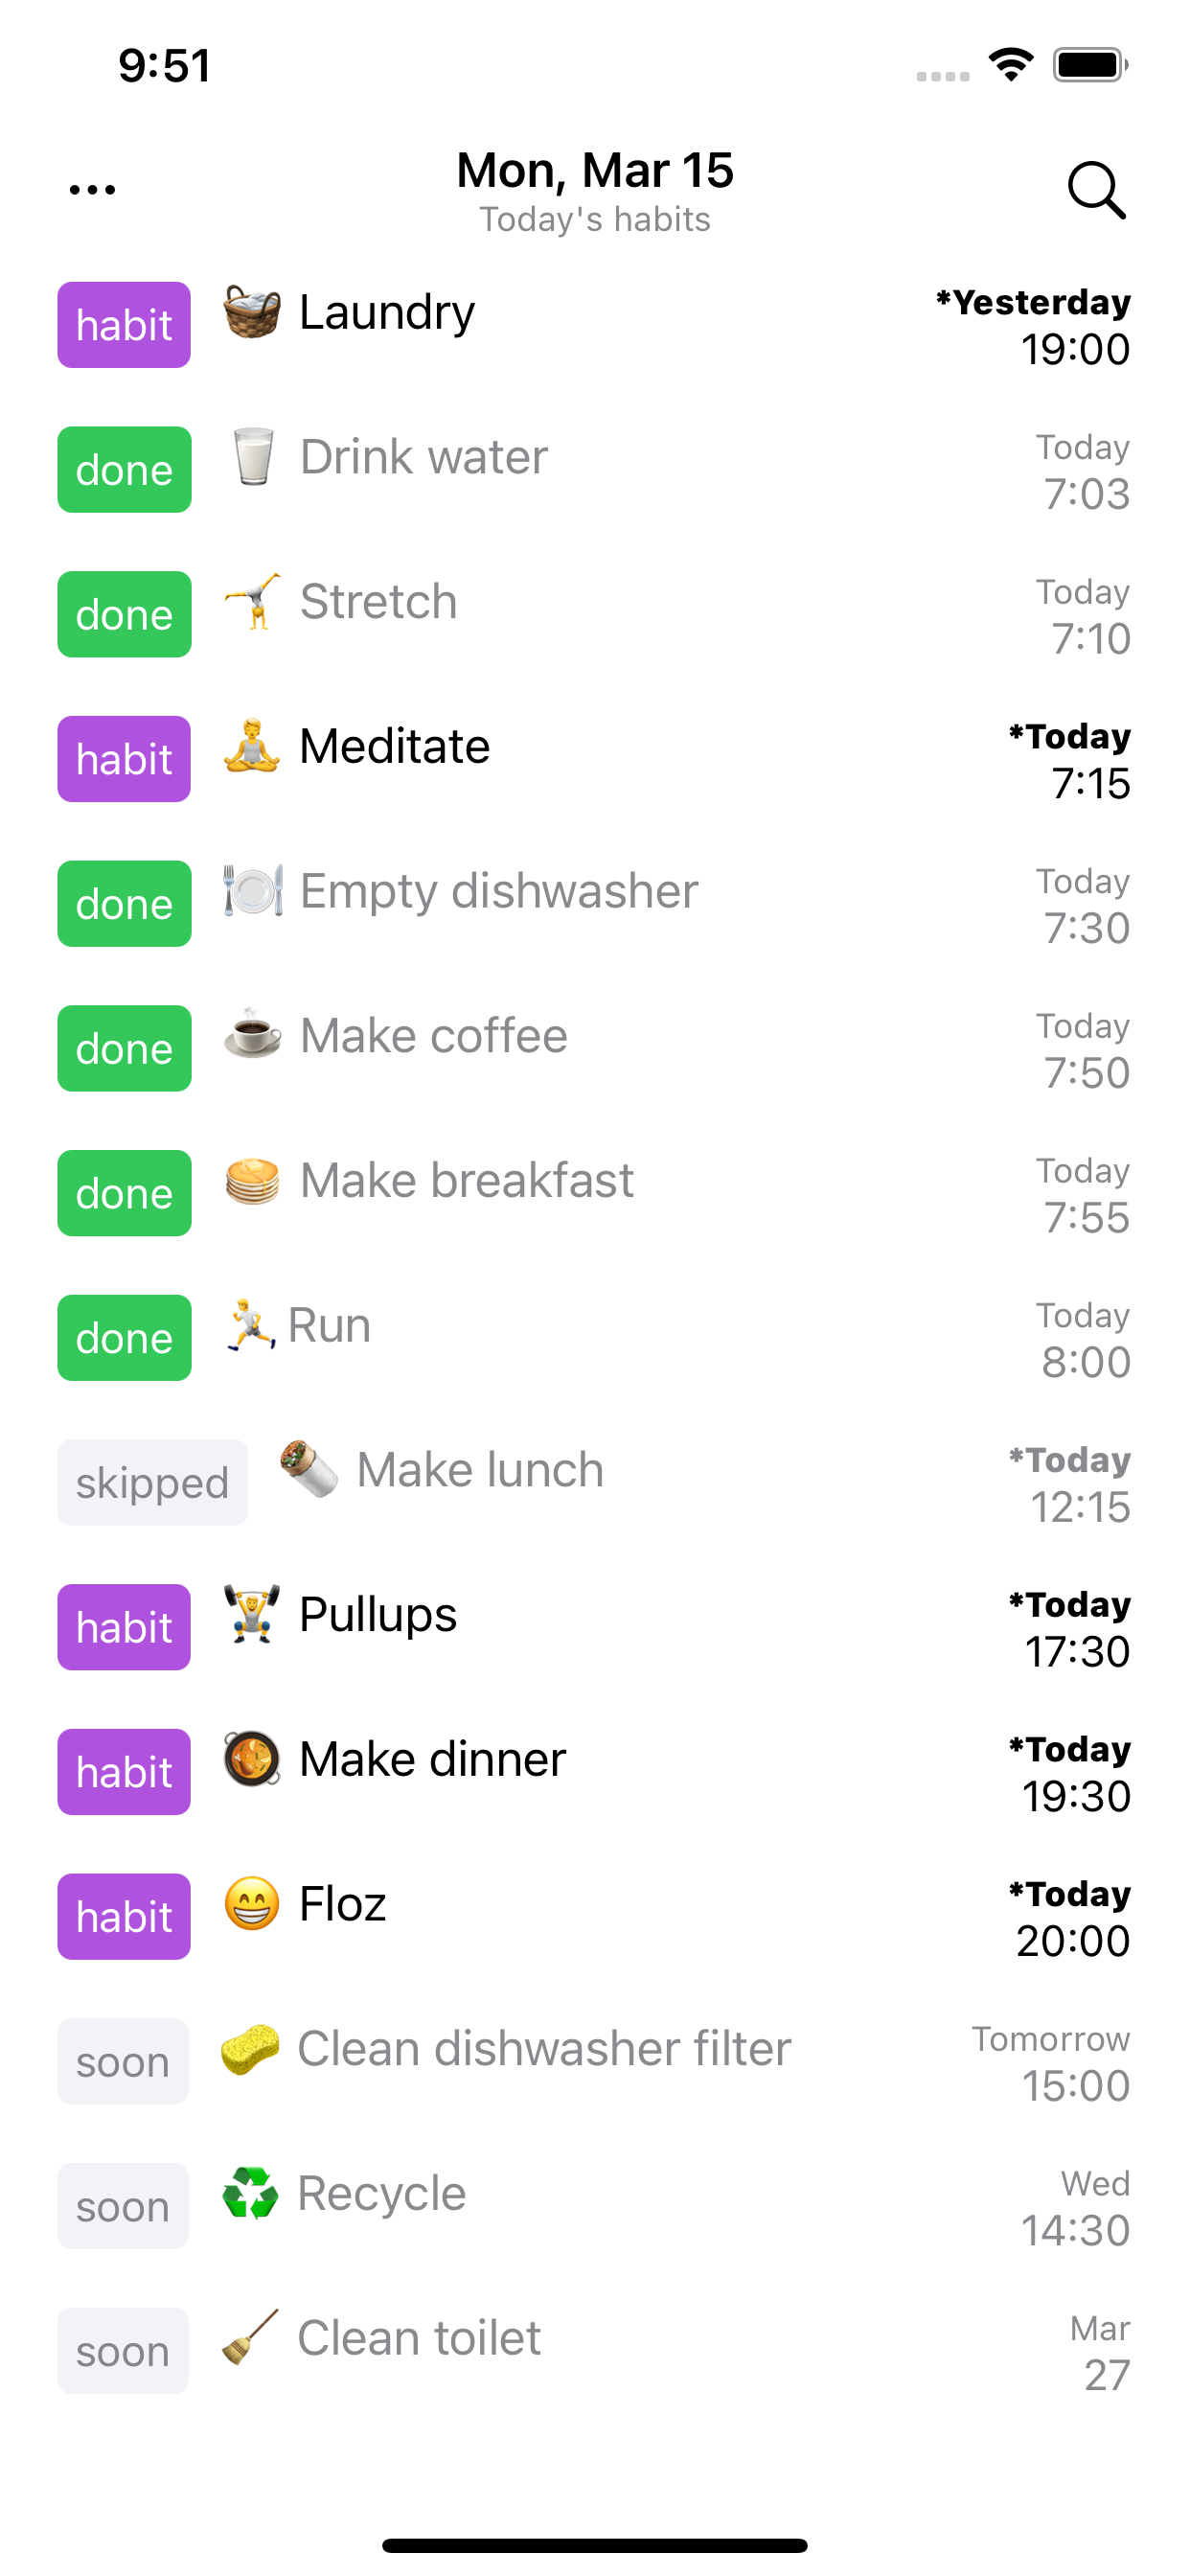 9:51
Mon, Mar 15
Today's habits
habit Laundry *Yesterday
19:00
done Drink water Today
7:03
done Stretch Today
7:10
habit Meditate *Today
7:15
done Empty dishwasher Today
7:30
done Make coffee Today
7:50
done Make breakfast Today
7:55
done Run Today
8:00
skipped Make lunch *Today
12:15
habit Pullups *Today
17:30
habit Make dinner *Today
19:30
habit Floz *Today
20:00
soon Clean dishwasher filter Tomorrow
15:00
soon Recycle Wed
14:30
soon Clean toilet Mar
27